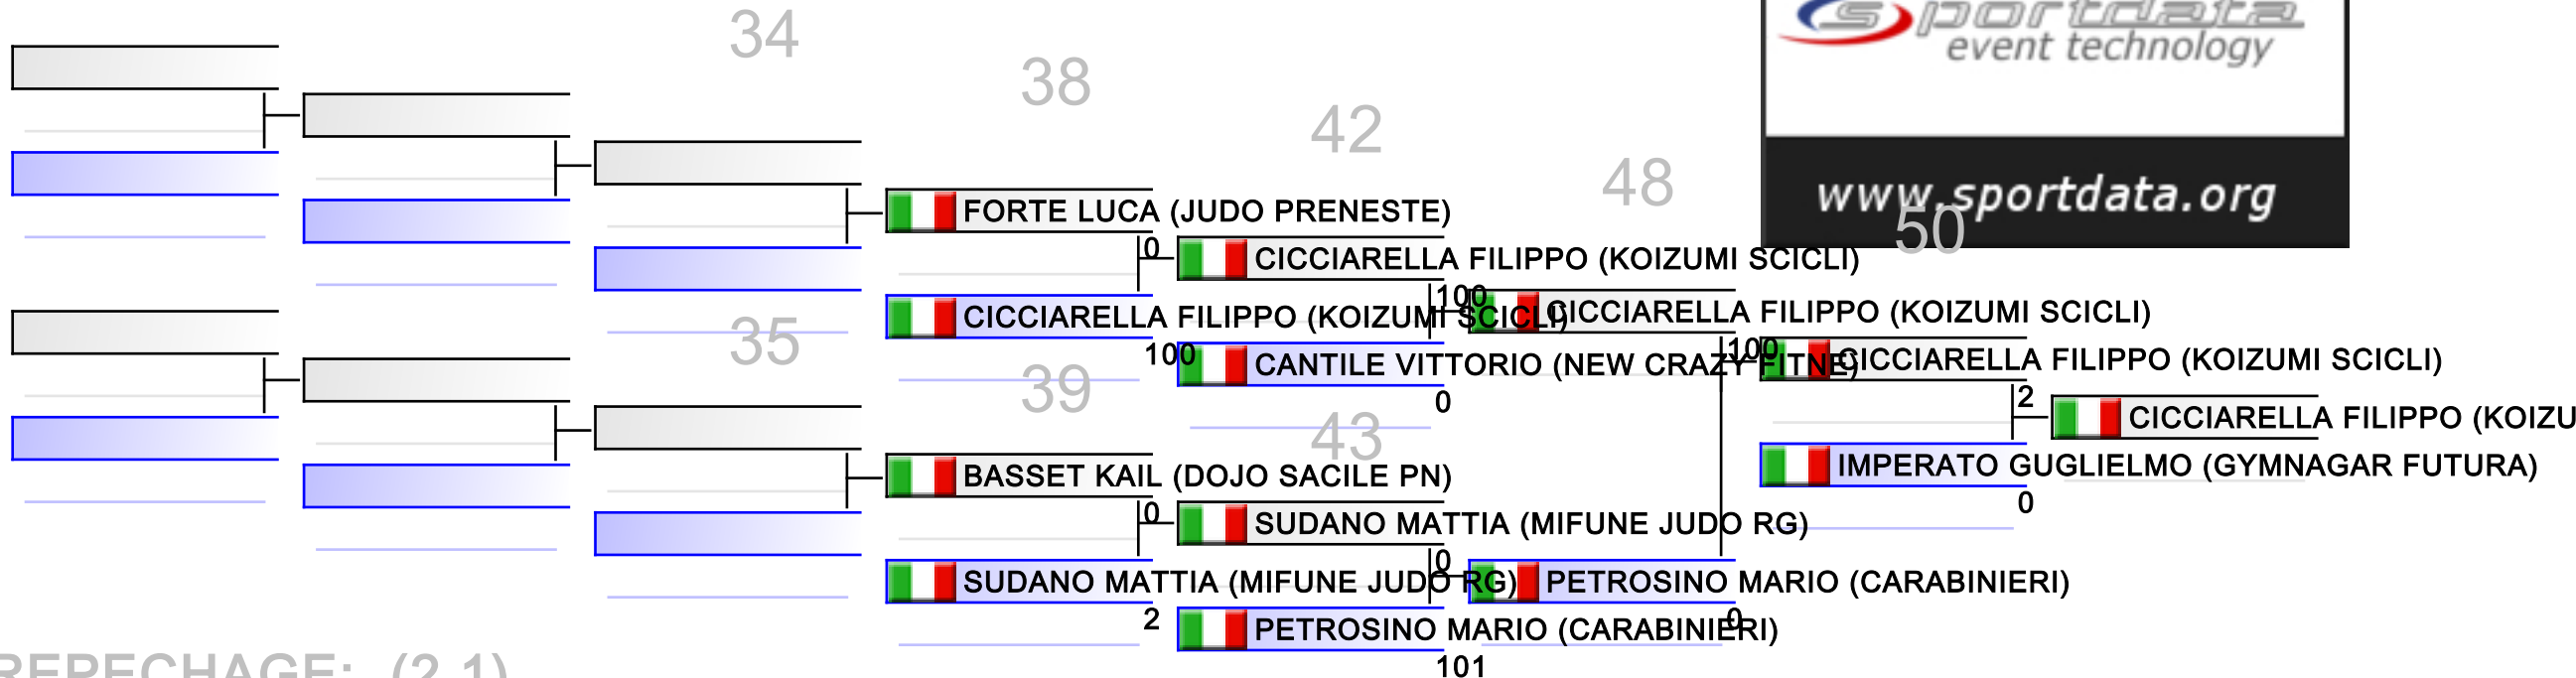 34
sportdata
event technology
38
42
48
www.sportdata.org
50
FORTE LUCA (JUDO PRENESTE)
0
CICCIARELLA FILIPPO (KOIZUMI SCICLI)
100
CICCIARELLA FILIPPO (KOIZUMI SCICLI)
CICCIARELLA FILIPPO (KOIZUMI SCICLI)
35
100
100
CICCIARELLA FILIPPO (KOIZUMI SCICLI)
CANTILE VITTORIO (NEW CRAZY FITNE)
39
0
2
CICCIARELLA FILIPPO (KOIZU
43
BASSET KAIL (DOJO SACILE PN)
IMPERATO GUGLIELMO (GYMNAGAR FUTURA)
0
0
SUDANO MATTIA (MIFUNE JUDO RG)
0
SUDANO MATTIA (MIFUNE JUDO RG)
PETROSINO MARIO (CARABINIERI)
2
0
PETROSINO MARIO (CARABINIERI)
101
REPECHAGE: (2,1)